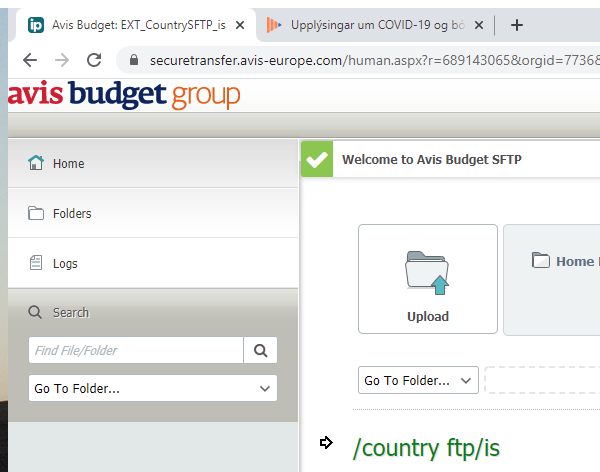 ip Avis Budget: EXT_CountrySFTP_is
Upplýsingar um COVID-19 og bó
securetransfer.avis-europe.com/human.aspx?r=689143065&orgid=7736
avis budget group
Home
Folders
Logs
Search
Find File/Folder
Go To Folder...
Welcome to Avis Budget SFTP
Upload
Home
Go To Folder...
/country ftp/is